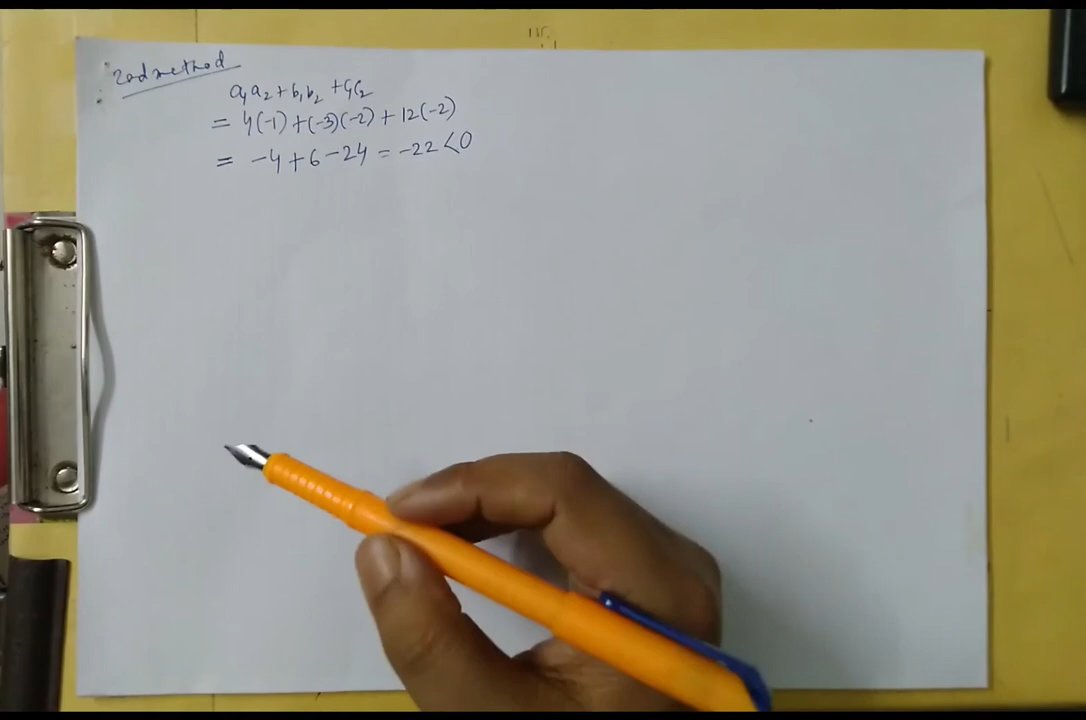 2nd method
a₁a₂ + b₁b₂ + c₁c₂
= 4(-1) + (-3)(-2) + 12(-2)
= -4 + 6 - 24 = -22 < 0